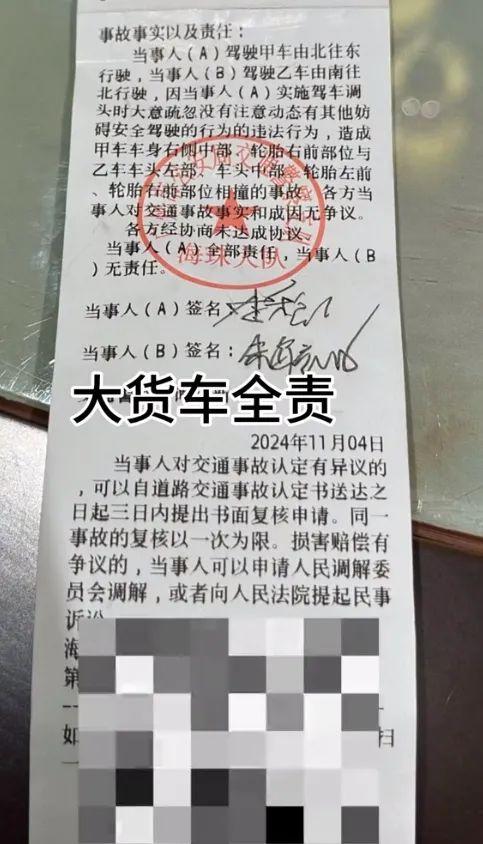 事故事实以及责任：
当事人(A)驾驶甲车由北往东
行驶，当事人(B)驾驶乙车由南往
北行驶，因当事人(A)实施驾车调
头时大意疏忽没有注意动态有其他妨
碍安全驾驶的行为的违法行为，造成
甲车车身右侧中部、轮胎右前部位与
乙车车头左部、车头中部、轮胎左前
、轮胎右前部位相撞的事故。各方当
事人对交通事故事实和成因无争议。
各方经协商未达成协议。
当事人(A)全部责任，当事人(B
)无责任。
海珠大队
当事人(A)签名：
当事人(B)签名：
大货车全责
2024年11月04日
当事人对交通事故认定有异议的
，可以自道路交通事故认定书送达之
日起三日内提出书面复核申请。同一
事故的复核以一次为限。损害赔偿有
争议的，当事人可以申请人民调解委
员会调解，或者向人民法院提起民事
诉讼
海
第
如 扫